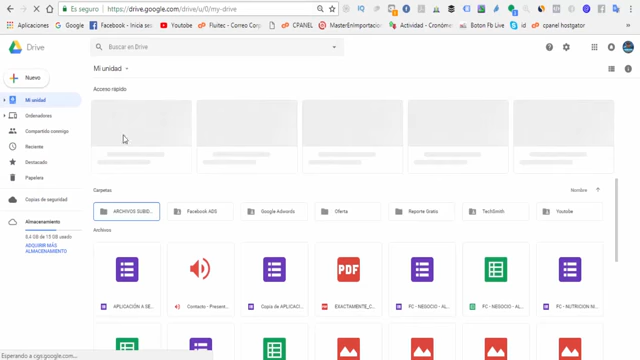 Es seguro https://drive.google.com/drive/u/0/my-drive
G Google Facebook - Inicia ses Youtube Fluitec - Correo Corp CPANEL MasterEnImportacion Actividad - Cronóme Boton Fb Live id cpanel hostgator
Drive
Buscar en Drive
Nuevo
Mi unidad
Acceso rápido
Mi unidad
Ordenadores
Compartido conmigo
Reciente
Destacado
Papelera
Copias de seguridad
Almacenamiento
8,4 GB de 15 GB usado
ADQUIRIR MÁS
ALMACENAMIENTO
Carpetas
Nombre
ARCHIVOS SUBID...
Facebook ADS
Google Adwords
Oferta
Reporte Gratis
TechSmith
Youtube
Archivos
PDF
APLICACIÓN A SE...
Contacto - Present...
Copia de APLICACI...
EXACTAMENTE_C...
FC - NEGOCIO - AL...
FC - NEGOCIO - AL...
FC - NUTRICION NI...
Esperando a cgs.google.com...